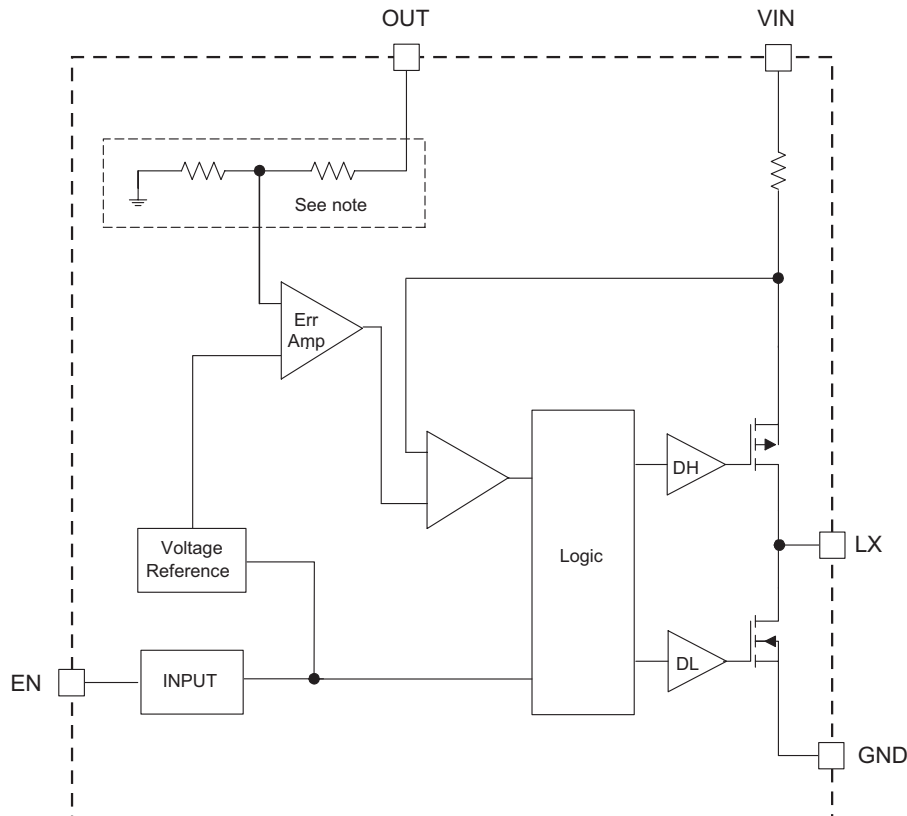 OUT
VIN
See note
Err
Amp
DH
Voltage
Reference
Logic
LX
EN
INPUT
DL
GND